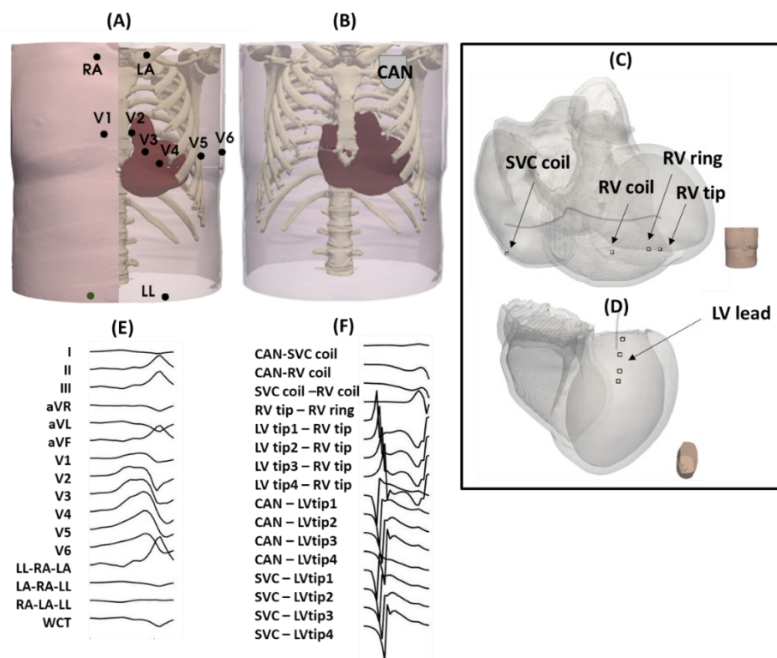 (A)
RA
LA
V1
V2
V3
V4
V5
V6
LL
(B)
CAN
(C)
SVC coil
RV coil
RV ring
RV tip
(D)
LV lead
(E)
I
II
III
aVR
aVL
aVF
V1
V2
V3
V4
V5
V6
LL-RA-LA
LA-RA-LL
RA-LA-LL
WCT
(F)
CAN-SVC coil
CAN-RV coil
SVC coil –RV coil
RV tip – RV ring
LV tip1 – RV tip
LV tip2 – RV tip
LV tip3 – RV tip
LV tip4 – RV tip
CAN – LVtip1
CAN – LVtip2
CAN – LVtip3
CAN – LVtip4
SVC – LVtip1
SVC – LVtip2
SVC – LVtip3
SVC – LVtip4